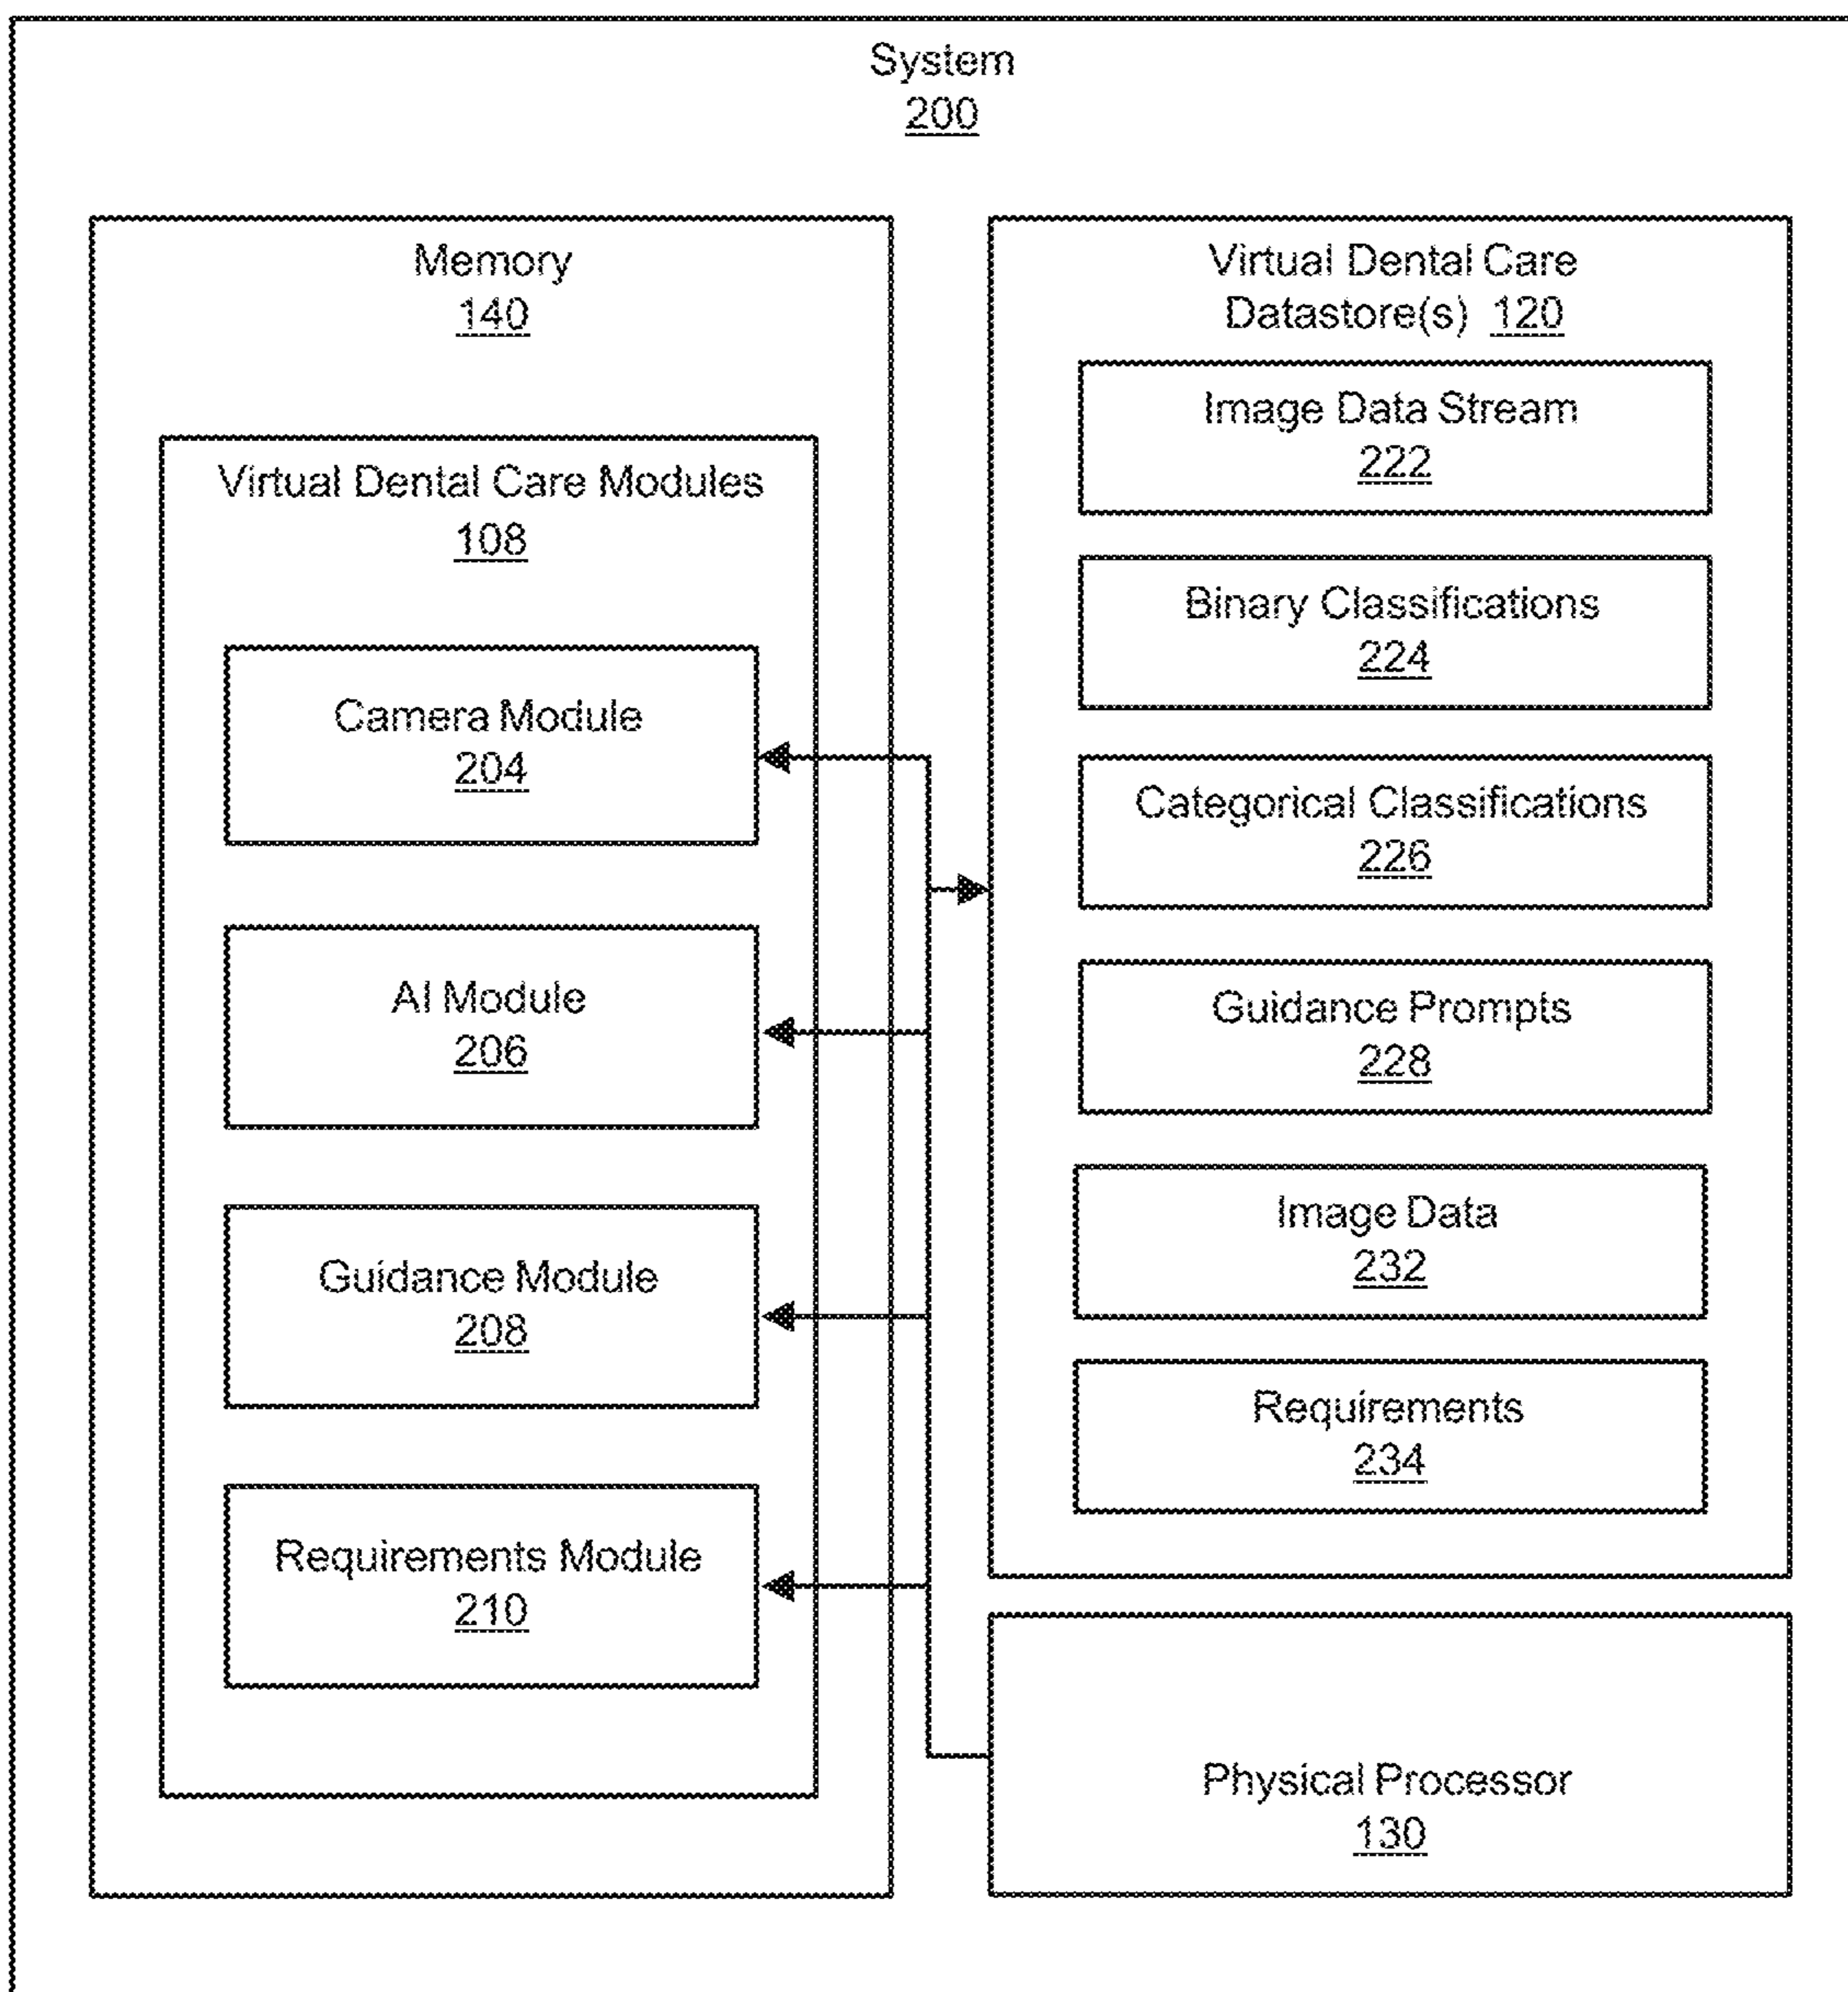 System
200
Memory
140
Virtual Dental Care Modules
108
Camera Module
204
AI Module
206
Guidance Module
208
Requirements Module
210
Virtual Dental Care
Datastore(s) 120
Image Data Stream
222
Binary Classifications
224
Categorical Classifications
226
Guidance Prompts
228
Image Data
232
Requirements
234
Physical Processor
130